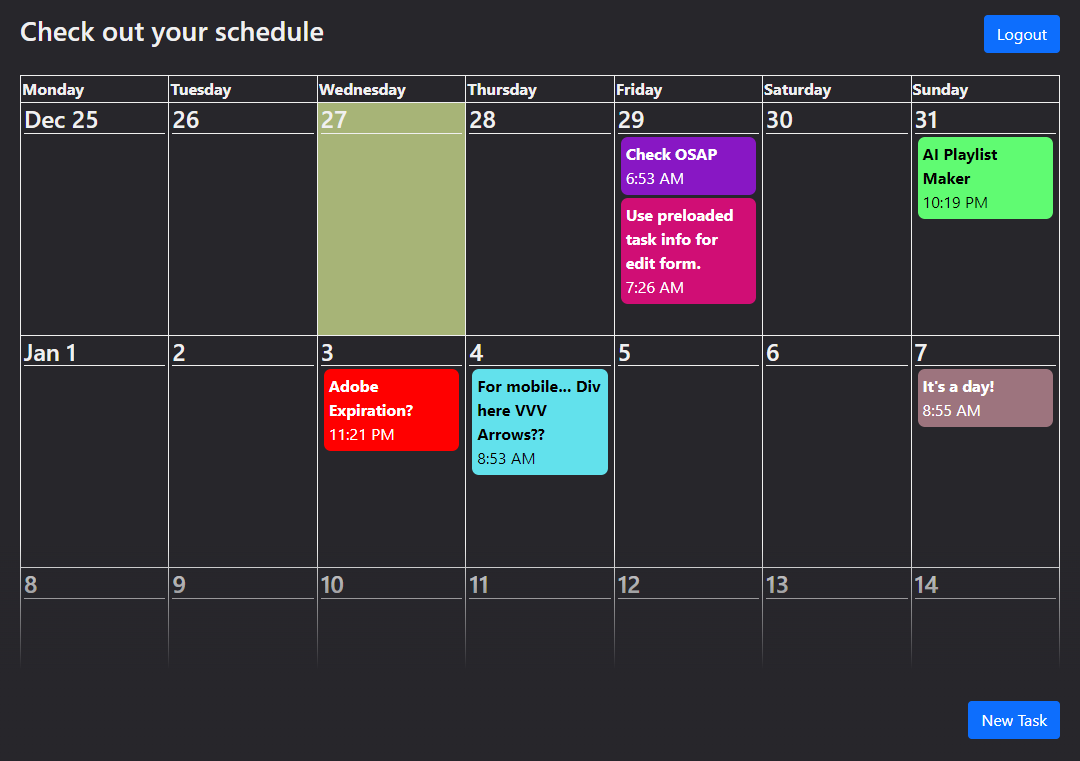 Check out your schedule
Logout
Monday Tuesday Wednesday Thursday Friday Saturday Sunday
Dec 25 26 27 28 29 30 31
Check OSAP
6:53 AM
Use preloaded
task info for
edit form.
7:26 AM
AI Playlist
Maker
10:19 PM
Jan 1 2 3 4 5 6 7
Adobe
Expiration?
11:21 PM
For mobile... Div
here VVV
Arrows??
8:53 AM
It's a day!
8:55 AM
8 9 10 11 12 13 14
New Task